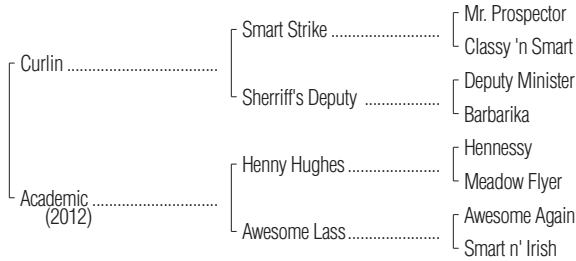 Mr. Prospector
Smart Strike ........................
Classy 'n Smart
Curlin .................................
Deputy Minister
Sherriff's Deputy ................
Barbarika
Hennessy
Henny Hughes ....................
Meadow Flyer
Academic ...........................
(2012)
Awesome Again
Awesome Lass ....................
Smart n' Irish